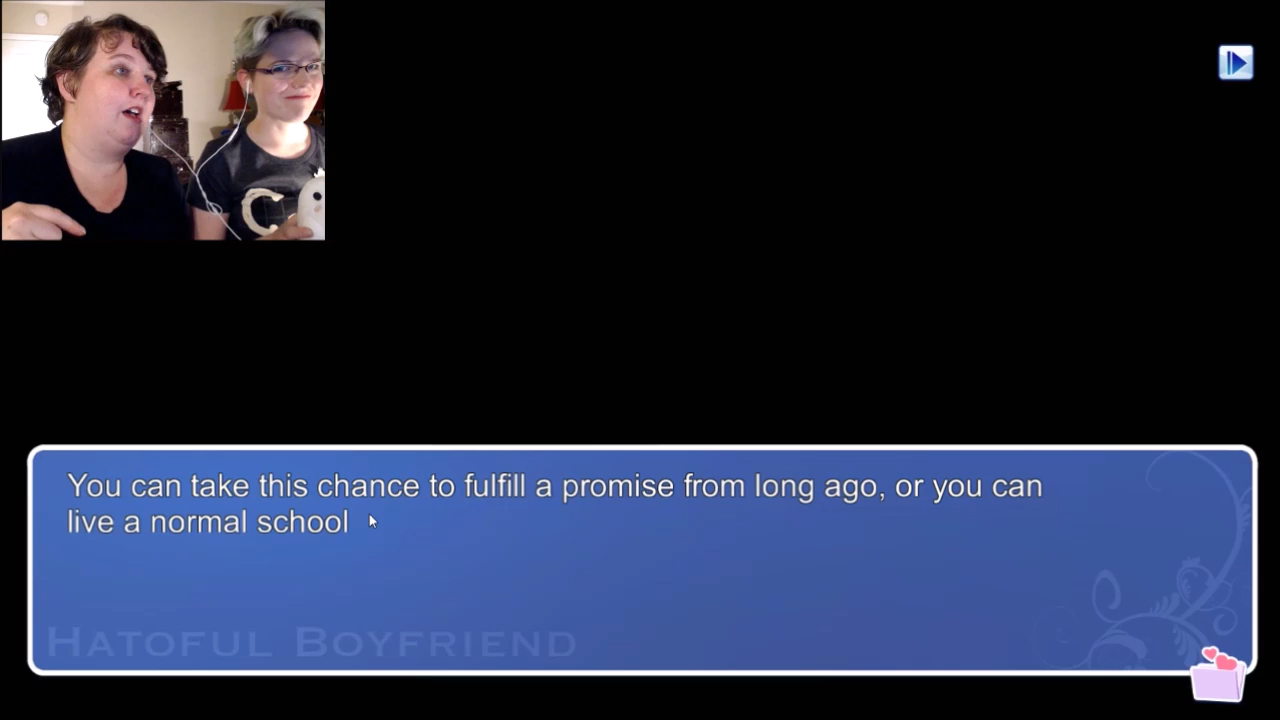 You can take this chance to fulfill a promise from long ago, or you can
live a normal school
HATOFUL BOYFRIEND